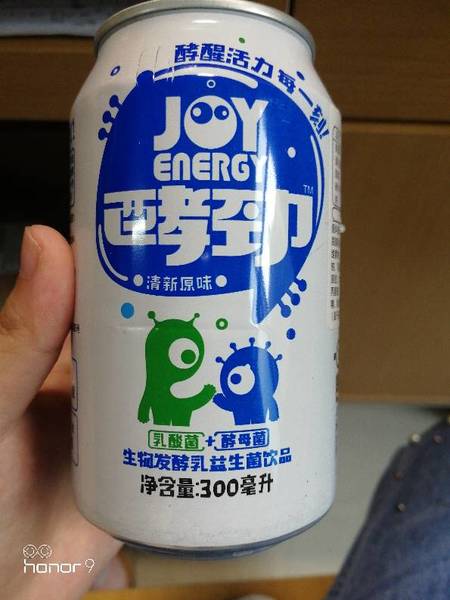 酵醒活力 每一刻!
JOY
ENERGY
酵劲 TM
清新原味
乳酸菌+酵母菌
生物发酵乳益生菌饮品
净含量:300毫升
honor 9